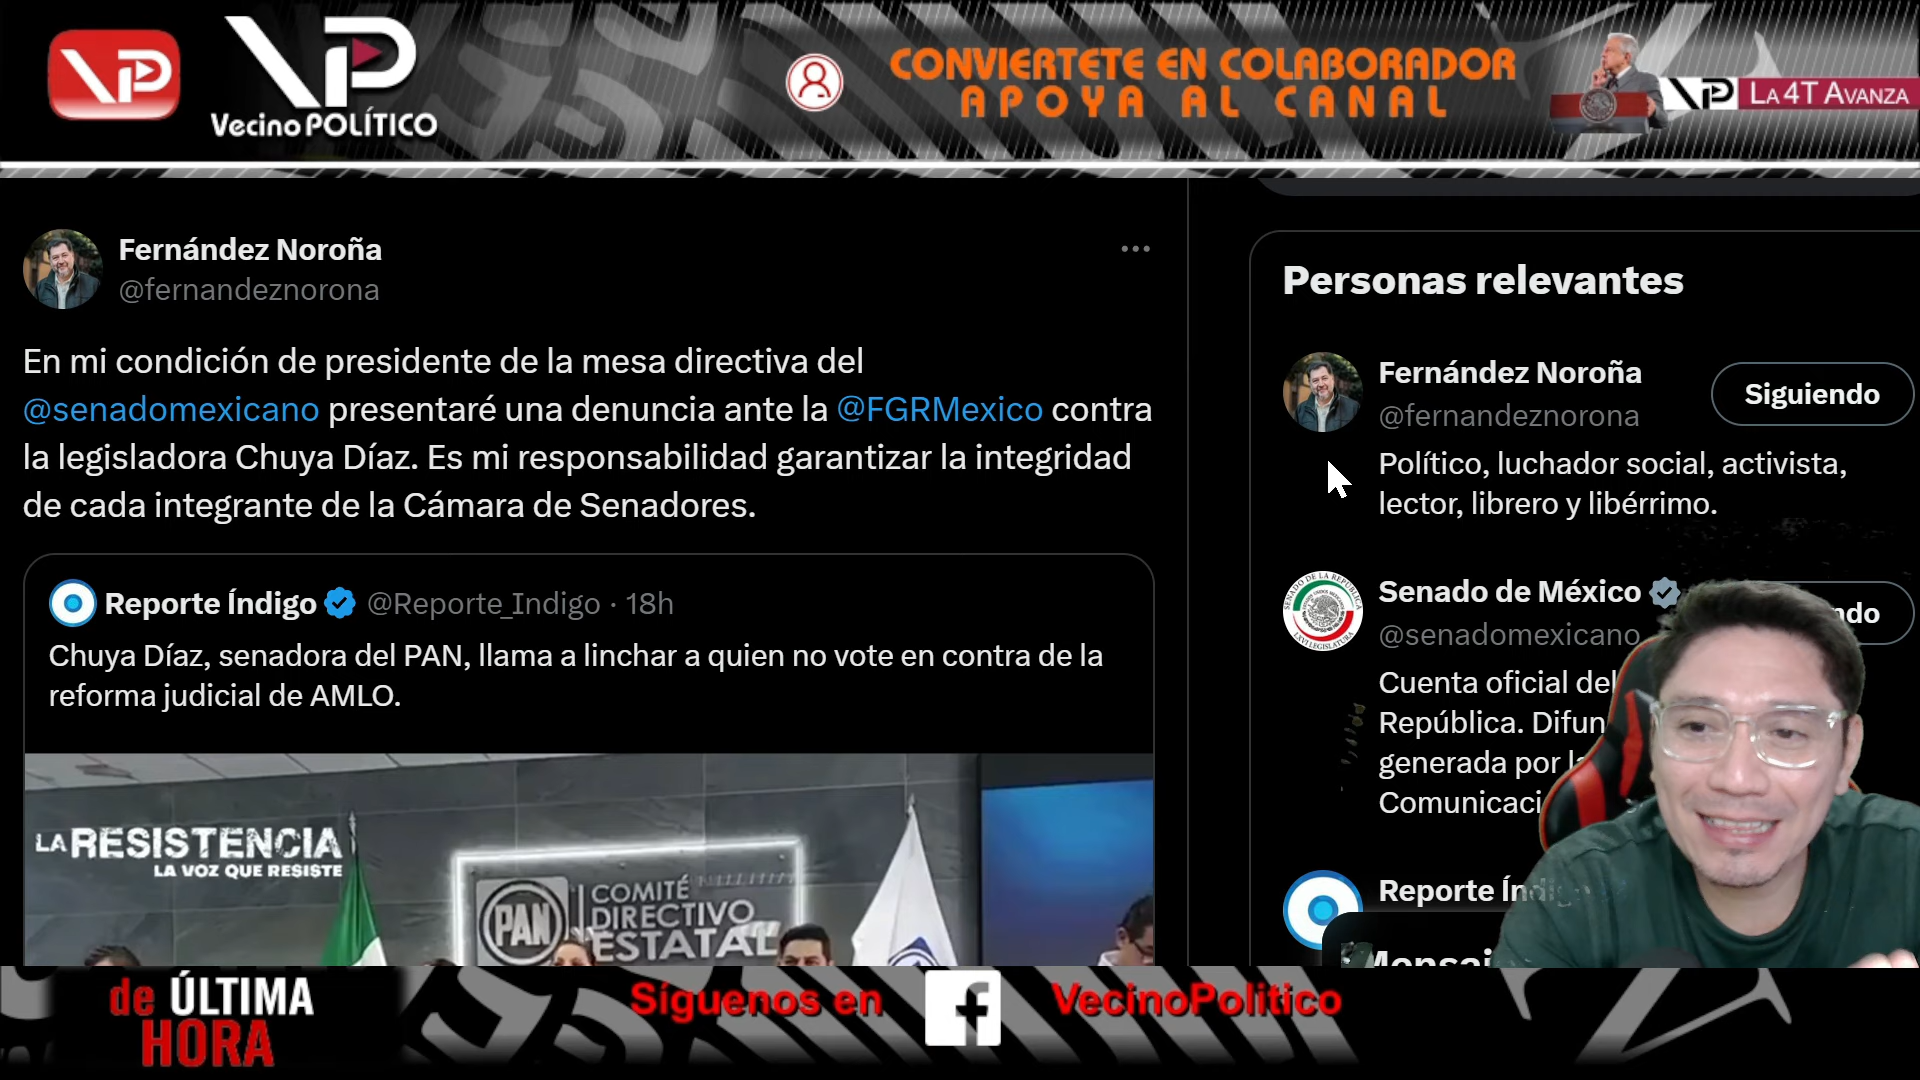 VP
VP
Vecino POLÍTICO
CONVIERTETE EN COLABORADOR
APOYA AL CANAL
VP LA 4T AVANZA
Fernández Noroña
@fernandeznorona
En mi condición de presidente de la mesa directiva del
@senadomexicano presentaré una denuncia ante la @FGRMexico contra
la legisladora Chuya Díaz. Es mi responsabilidad garantizar la integridad
de cada integrante de la Cámara de Senadores.
Reporte Índigo @Reporte_Indigo · 18h
Chuya Díaz, senadora del PAN, llama a linchar a quien no vote en contra de la
reforma judicial de AMLO.
LA RESISTENCIA
LA VOZ QUE RESISTE
PAN
COMITÉ
DIRECTIVO
ESTATAL
Personas relevantes
Fernández Noroña
@fernandeznorona
Siguiendo
Político, luchador social, activista,
lector, librero y libérrimo.
Senado de México
@senadomexicano
Cuenta oficial del
República. Difun
generada por la
Comunicaci
Reporte Índi
de ÚLTIMA
HORA
Síguenos en
VecinoPolitico